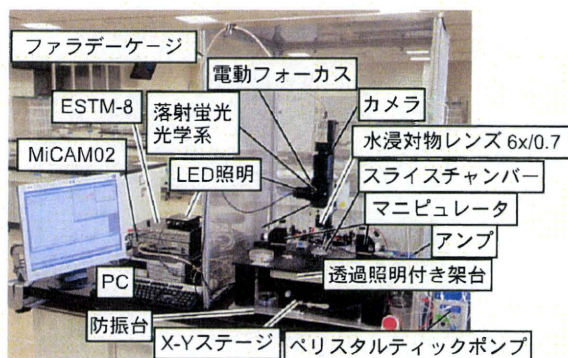 ファラデーケージ
電動フォーカス
ESTM-8
落射蛍光
光学系
カメラ
水浸対物レンズ 6x/0.7
MiCAM02
LED照明
スライスチャンバー
マニピュレータ
アンプ
透過照明付き架台
PC
防振台
X-Yステージ
ペリスタルティックポンプ